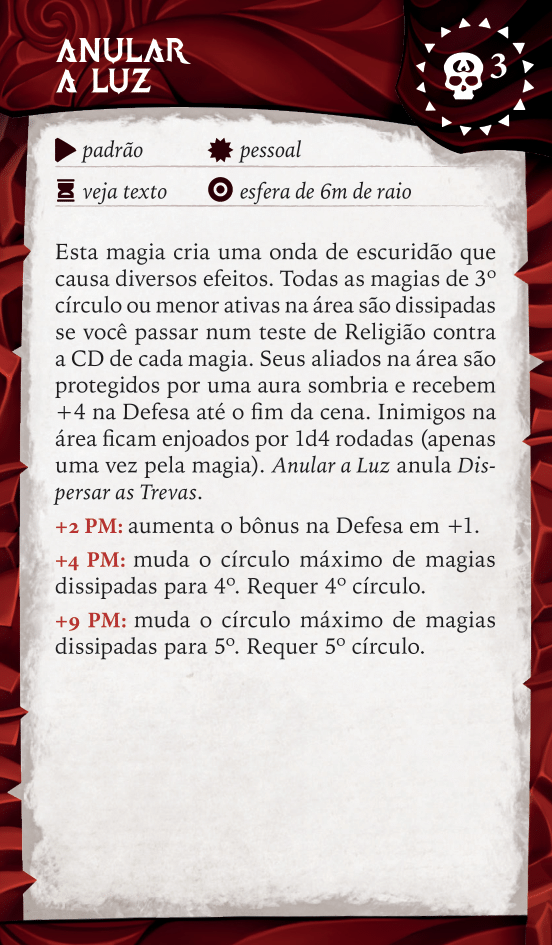 ANULAR
A LUZ
3
padrão
pessoal
veja texto
esfera de 6m de raio
Esta magia cria uma onda de escuridão que
causa diversos efeitos. Todas as magias de 3º
círculo ou menor ativas na área são dissipadas
se você passar num teste de Religião contra
a CD de cada magia. Seus aliados na área são
protegidos por uma aura sombria e recebem
+4 na Defesa até o fim da cena. Inimigos na
área ficam enjoados por 1d4 rodadas (apenas
uma vez pela magia). Anular a Luz anula Dis-
persar as Trevas.
+2 PM: aumenta o bônus na Defesa em +1.
+4 PM: muda o círculo máximo de magias
dissipadas para 4º. Requer 4º círculo.
+9 PM: muda o círculo máximo de magias
dissipadas para 5º. Requer 5º círculo.